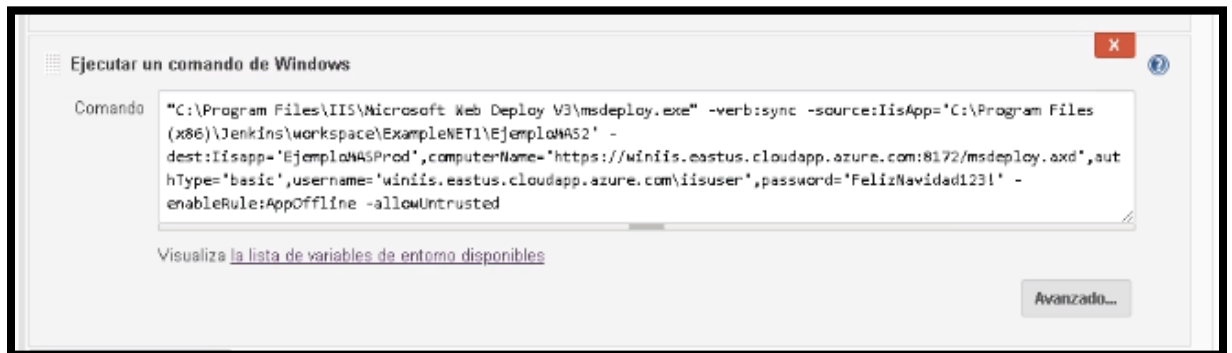 X
Ejecutar un comando de Windows
Comando
"C:\Program Files\IIS\Microsoft Web Deploy V3\msdeploy.exe" -verb:sync -source:IisApp='C:\Program Files
(x86)\Jenkins\workspace\ExampleNET1\EjemploMAS2' -
dest:Iisapp='EjemploMASProd',computerName='https://winiis.eastus.cloudapp.azure.com:8172/msdeploy.axd',aut
hType='basic',username='winiis.eastus.cloudapp.azure.com\iisuser',password='FelizNavidad123!' -
enableRule:AppOffline -allowUntrusted
Visualiza la lista de variables de entorno disponibles
Avanzado...